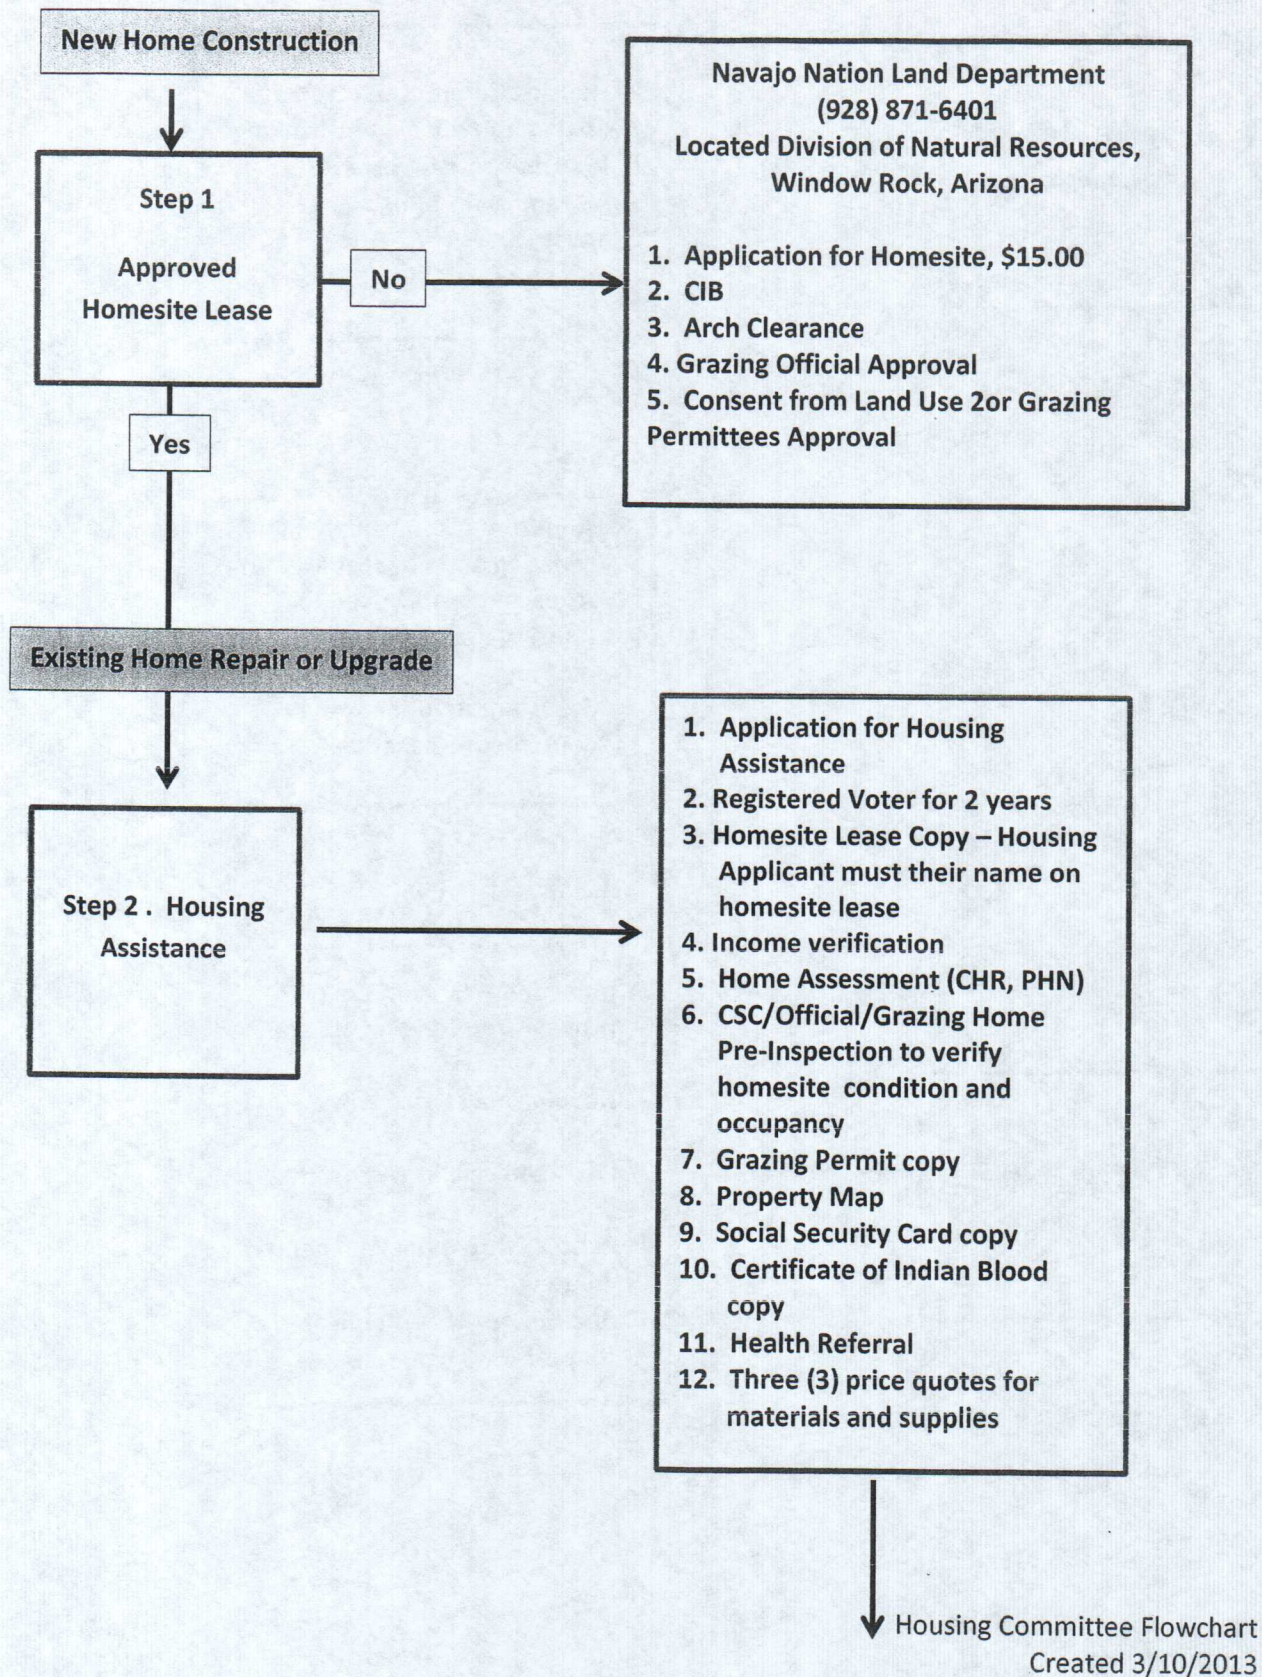 New Home Construction
Step 1
Approved
Homesite Lease
No
Yes
Navajo Nation Land Department
(928) 871-6401
Located Division of Natural Resources,
Window Rock, Arizona
1. Application for Homesite, $15.00
2. CIB
3. Arch Clearance
4. Grazing Official Approval
5. Consent from Land Use 2or Grazing
Permittees Approval
Existing Home Repair or Upgrade
Step 2 . Housing
Assistance
1. Application for Housing
Assistance
2. Registered Voter for 2 years
3. Homesite Lease Copy – Housing
Applicant must their name on
homesite lease
4. Income verification
5. Home Assessment (CHR, PHN)
6. CSC/Official/Grazing Home
Pre-Inspection to verify
homesite condition and
occupancy
7. Grazing Permit copy
8. Property Map
9. Social Security Card copy
10. Certificate of Indian Blood
copy
11. Health Referral
12. Three (3) price quotes for
materials and supplies
Housing Committee Flowchart
Created 3/10/2013